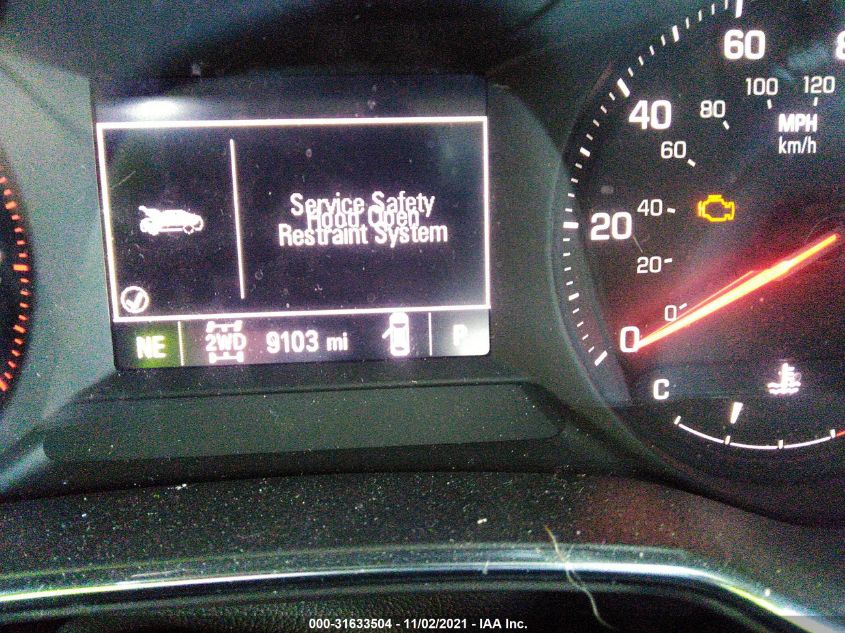 Service Safety
Hood Open
Restraint System
NE
2WD
9103 mi
P
0
20
40
60
8
0
20
40
60
80
100
120
MPH
km/h
C
000-31633504 - 11/02/2021 - IAA Inc.